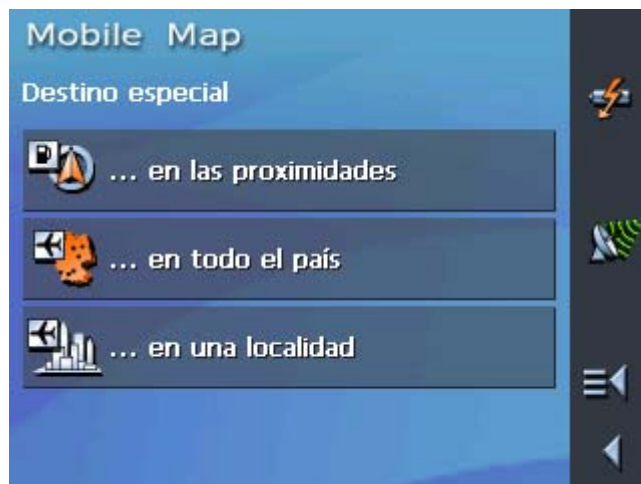 Mobile Map
Destino especial
... en las proximidades
... en todo el país
... en una localidad